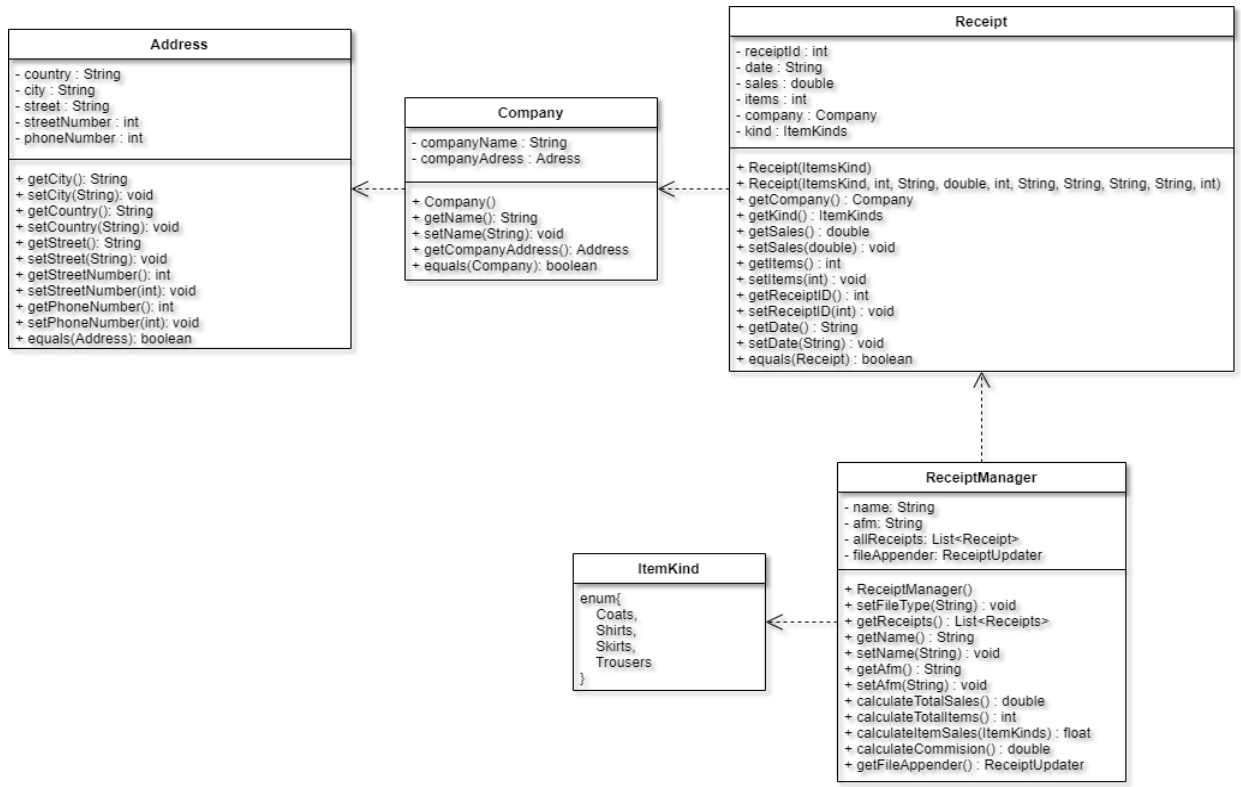 Address
- country : String
- city : String
- street : String
- streetNumber : int
- phoneNumber : int
+ getCity(): String
+ setCity(String): void
+ getCountry(): String
+ setCountry(String): void
+ getStreet(): String
+ setStreet(String): void
+ getStreetNumber(): int
+ setStreetNumber(int): void
+ getPhoneNumber(): int
+ setPhoneNumber(int): void
+ equals(Address): boolean
Company
- companyName : String
- companyAdress : Adress
+ Company()
+ getName(): String
+ setName(String): void
+ getCompanyAddress(): Address
+ equals(Company): boolean
Receipt
- receiptId : int
- date : String
- sales : double
- items : int
- company : Company
- kind : ItemKinds
+ Receipt(ItemsKind)
+ Receipt(ItemsKind, int, String, double, int, String, String, String, String, int)
+ getCompany() : Company
+ getKind() : ItemKinds
+ getSales() : double
+ setSales(double) : void
+ getItems() : int
+ setItems(int) : void
+ getReceiptID() : int
+ setReceiptID(int) : void
+ getDate() : String
+ setDate(String) : void
+ equals(Receipt) : boolean
ItemKind
enum{
Coats,
Shirts,
Skirts,
Trousers
}
ReceiptManager
- name: String
- afm: String
- allReceipts: List<Receipt>
- fileAppender: ReceiptUpdater
+ ReceiptManager()
+ setFileType(String) : void
+ getReceipts() : List<Receipts>
+ getName() : String
+ setName(String) : void
+ getAfm() : String
+ setAfm(String) : void
+ calculateTotalSales() : double
+ calculateTotalItems() : int
+ calculateItemSales(ItemKinds) : float
+ calculateCommision() : double
+ getFileAppender() : ReceiptUpdater